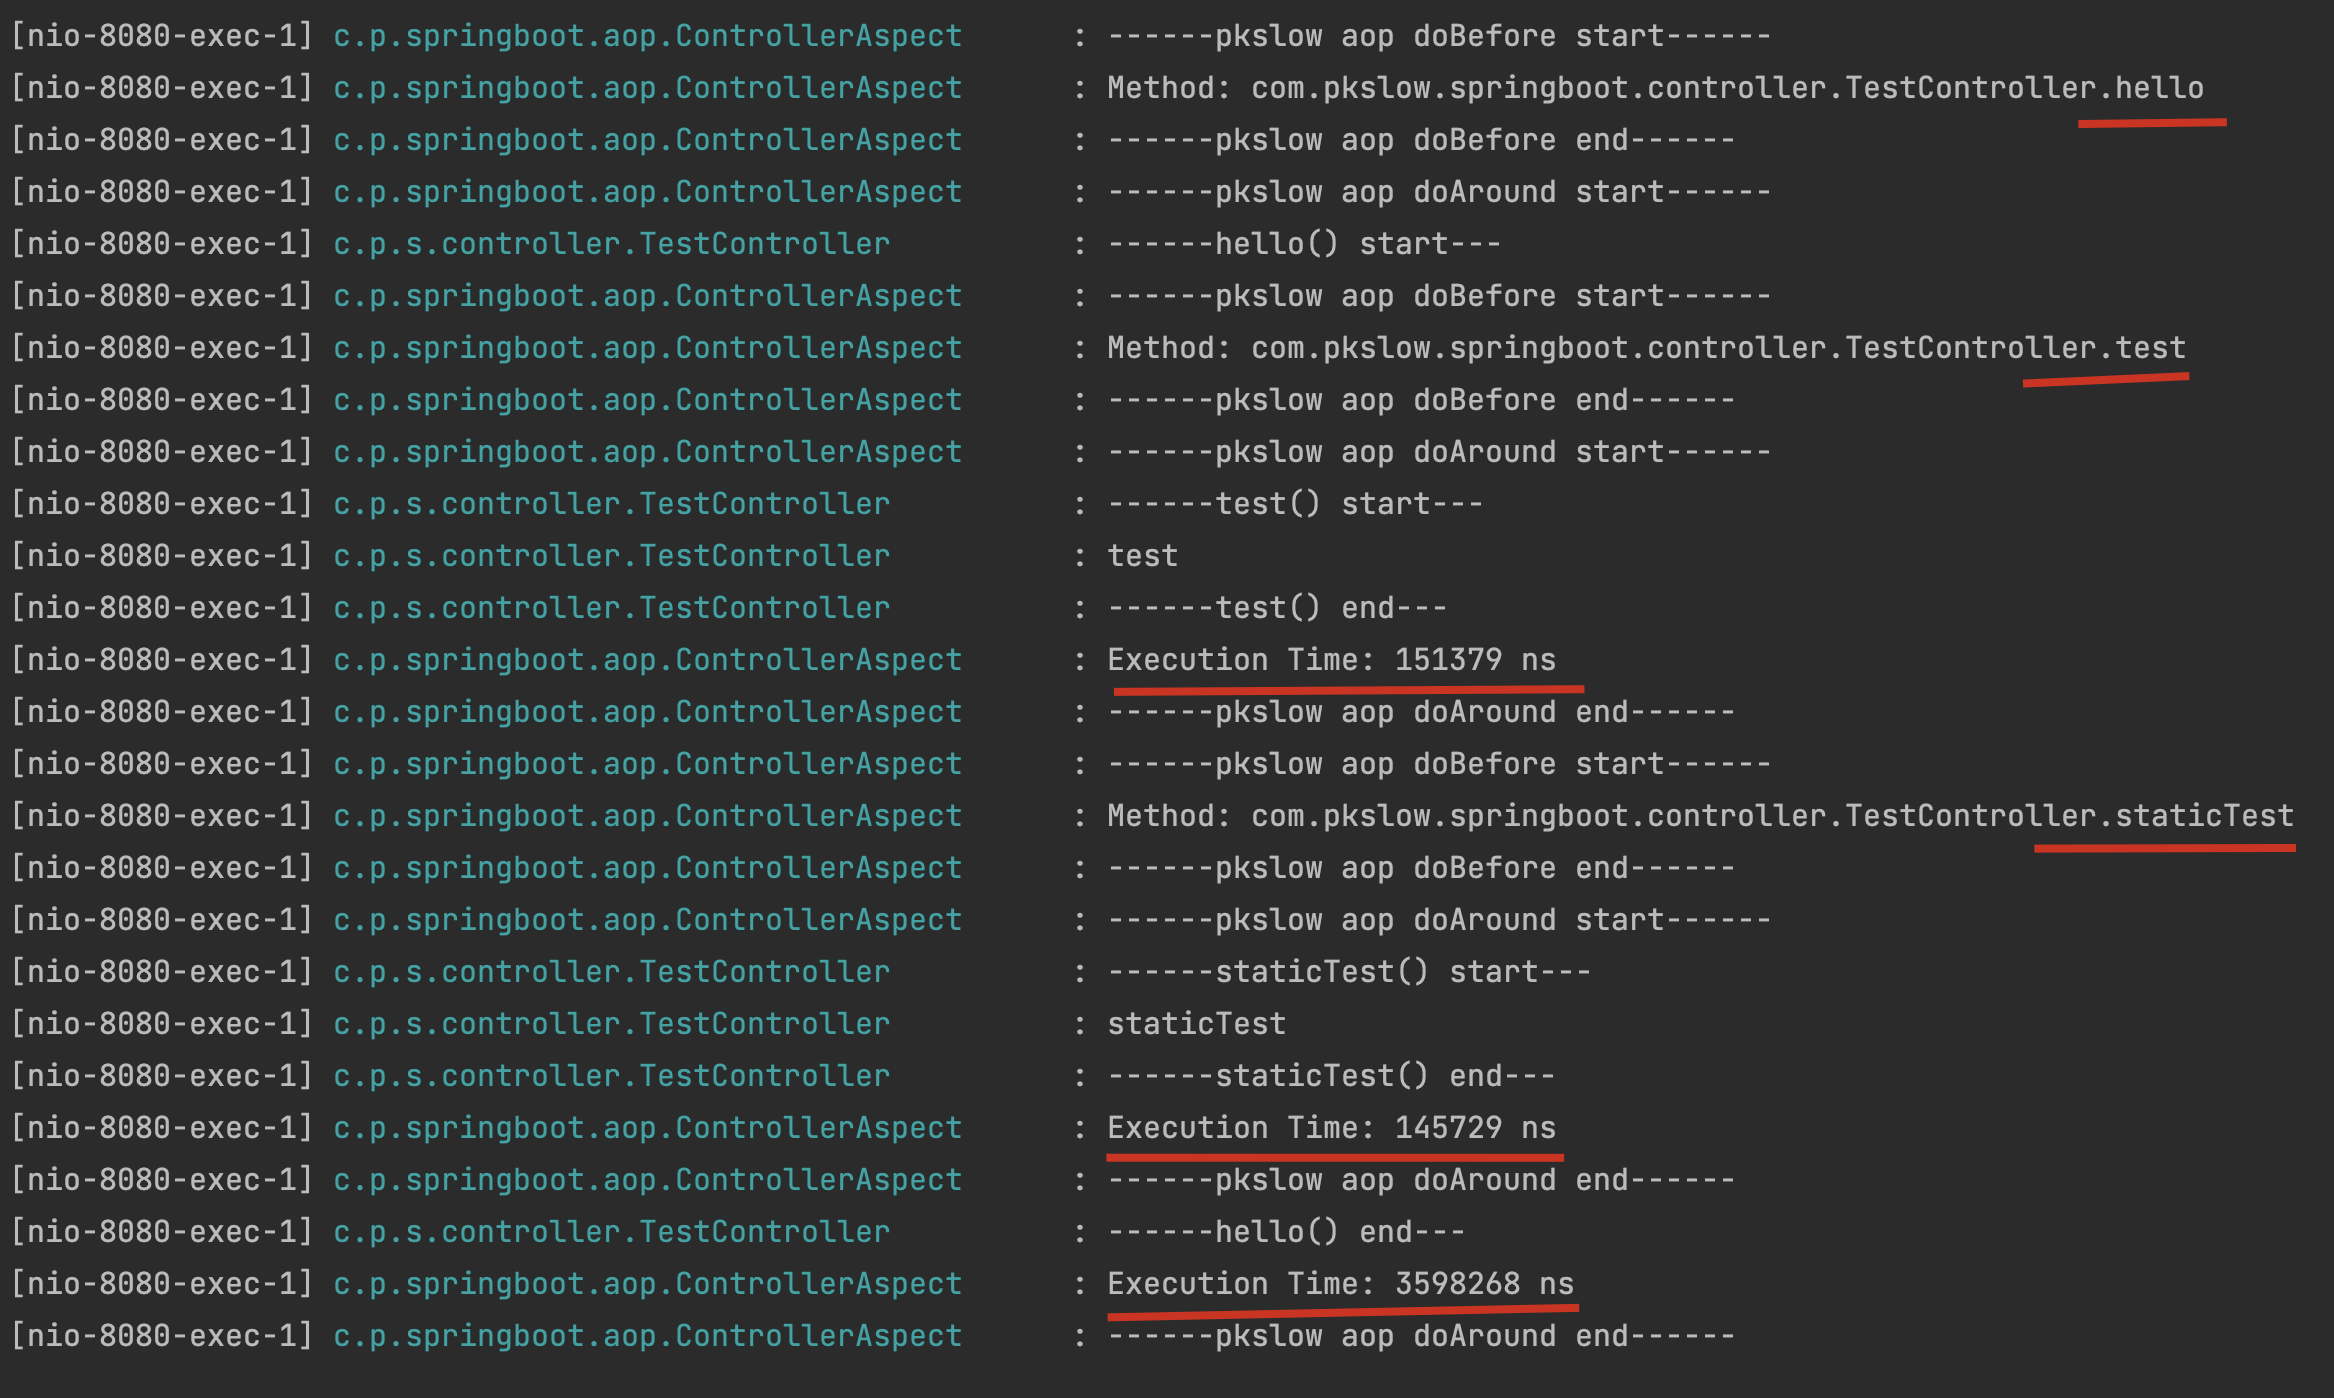 [nio-8080-exec-1] c.p.springboot.aop.ControllerAspect : ------pkslow aop doBefore start------
[nio-8080-exec-1] c.p.springboot.aop.ControllerAspect : Method: com.pkslow.springboot.controller.TestController.hello
[nio-8080-exec-1] c.p.springboot.aop.ControllerAspect : ------pkslow aop doBefore end------
[nio-8080-exec-1] c.p.springboot.aop.ControllerAspect : ------pkslow aop doAround start------
[nio-8080-exec-1] c.p.s.controller.TestController : ------hello() start---
[nio-8080-exec-1] c.p.springboot.aop.ControllerAspect : ------pkslow aop doBefore start------
[nio-8080-exec-1] c.p.springboot.aop.ControllerAspect : Method: com.pkslow.springboot.controller.TestController.test
[nio-8080-exec-1] c.p.springboot.aop.ControllerAspect : ------pkslow aop doBefore end------
[nio-8080-exec-1] c.p.springboot.aop.ControllerAspect : ------pkslow aop doAround start------
[nio-8080-exec-1] c.p.s.controller.TestController : ------test() start---
[nio-8080-exec-1] c.p.s.controller.TestController : test
[nio-8080-exec-1] c.p.s.controller.TestController : ------test() end---
[nio-8080-exec-1] c.p.springboot.aop.ControllerAspect : Execution Time: 151379 ns
[nio-8080-exec-1] c.p.springboot.aop.ControllerAspect : ------pkslow aop doAround end------
[nio-8080-exec-1] c.p.springboot.aop.ControllerAspect : ------pkslow aop doBefore start------
[nio-8080-exec-1] c.p.springboot.aop.ControllerAspect : Method: com.pkslow.springboot.controller.TestController.staticTest
[nio-8080-exec-1] c.p.springboot.aop.ControllerAspect : ------pkslow aop doBefore end------
[nio-8080-exec-1] c.p.springboot.aop.ControllerAspect : ------pkslow aop doAround start------
[nio-8080-exec-1] c.p.s.controller.TestController : ------staticTest() start---
[nio-8080-exec-1] c.p.s.controller.TestController : staticTest
[nio-8080-exec-1] c.p.s.controller.TestController : ------staticTest() end---
[nio-8080-exec-1] c.p.springboot.aop.ControllerAspect : Execution Time: 145729 ns
[nio-8080-exec-1] c.p.springboot.aop.ControllerAspect : ------pkslow aop doAround end------
[nio-8080-exec-1] c.p.s.controller.TestController : ------hello() end---
[nio-8080-exec-1] c.p.springboot.aop.ControllerAspect : Execution Time: 3598268 ns
[nio-8080-exec-1] c.p.springboot.aop.ControllerAspect : ------pkslow aop doAround end------